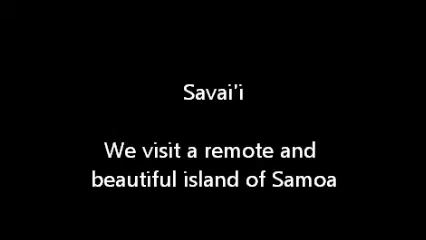 Savai'i
We visit a remote and
beautiful island of Samoa